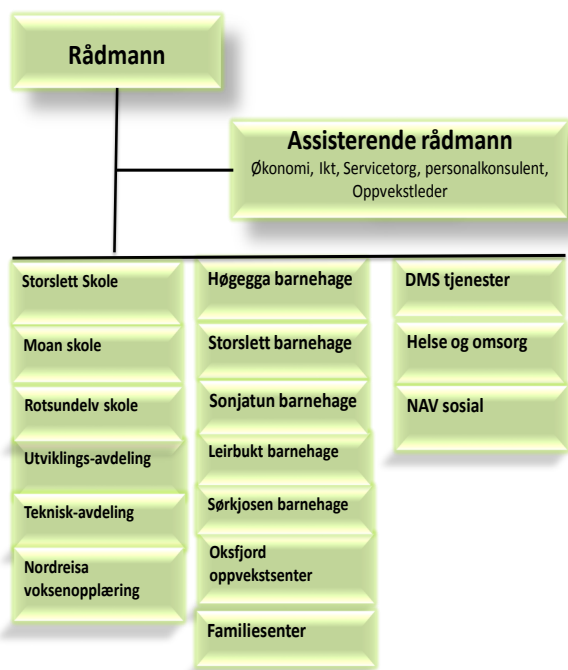 Rådmann
Assisterende rådmann
Økonomi, Ikt, Servicetorg, personalkonsulent,
Oppvekstleder
Storslett Skole
Moan skole
Rotsundelv skole
Utviklings-avdeling
Teknisk-avdeling
Nordreisa
voksenopplæring
Høgegga barnehage
Storslett barnehage
Sonjatun barnehage
Leirbukt barnehage
Sørkjosen barnehage
Oksfjord
oppvekstsenter
Familiesenter
DMS tjenester
Helse og omsorg
NAV sosial